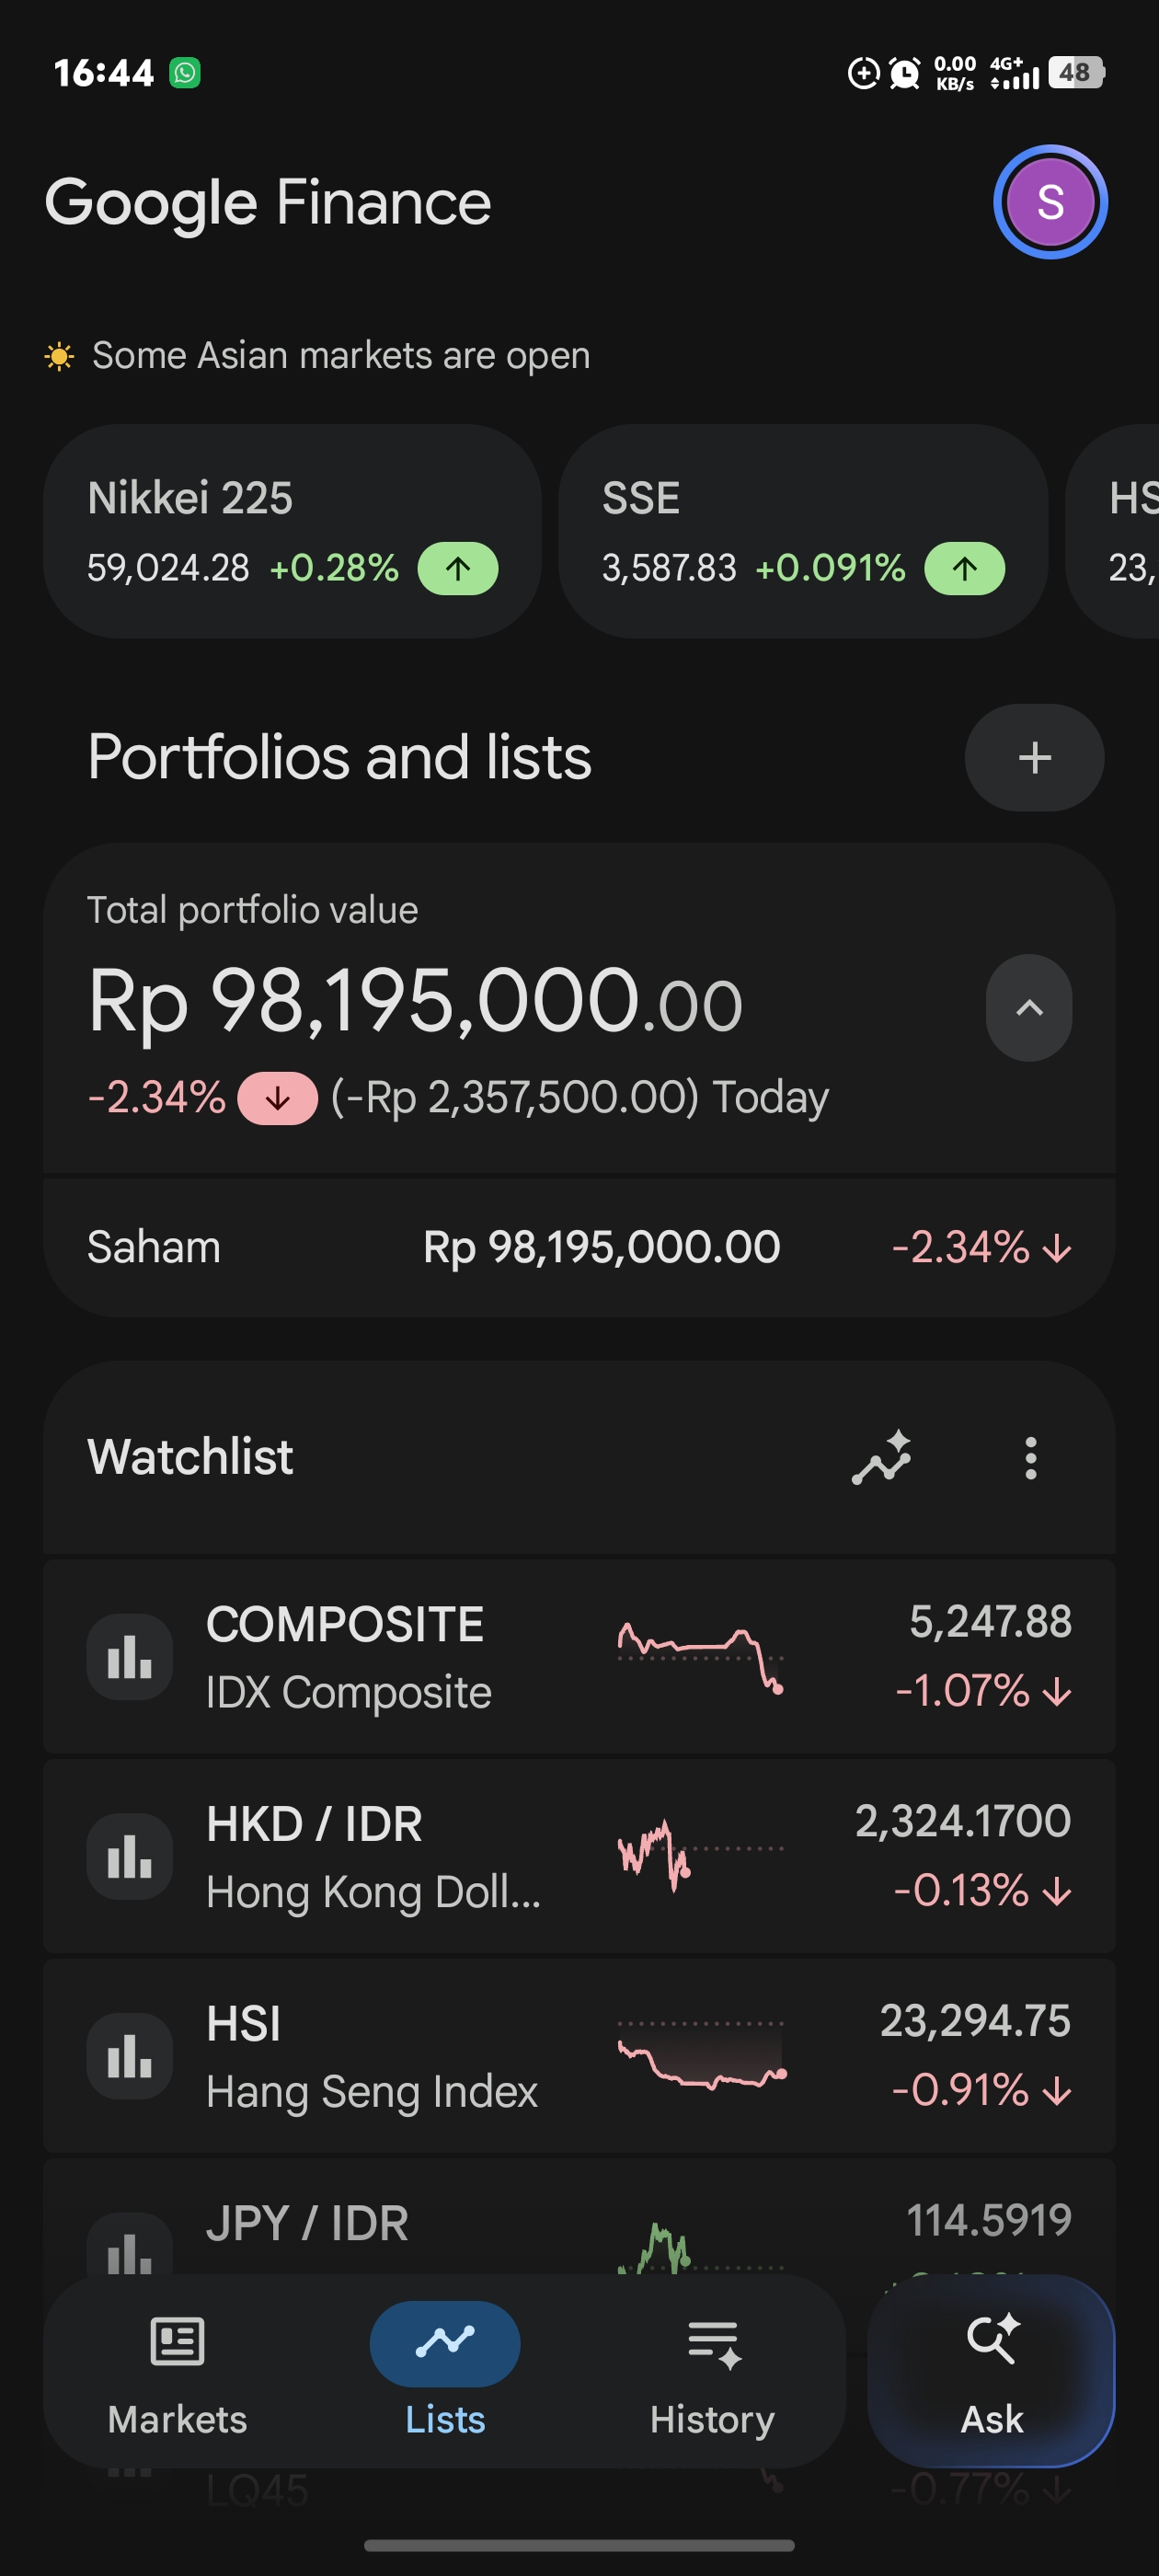 16:44
0.00
KB/s
4G+
48
Google Finance
S
Some Asian markets are open
Nikkei 225
59,024.28 +0.28%
SSE
3,587.83 +0.091%
HS
23,
Portfolios and lists
Total portfolio value
Rp 98,195,000.00
-2.34% (-Rp 2,357,500.00) Today
Saham Rp 98,195,000.00 -2.34%
Watchlist
COMPOSITE 5,247.88
IDX Composite -1.07%
HKD / IDR 2,324.1700
Hong Kong Doll... -0.13%
HSI 23,294.75
Hang Seng Index -0.91%
JPY / IDR 114.5919
Markets Lists History Ask
LQ45 -0.77%